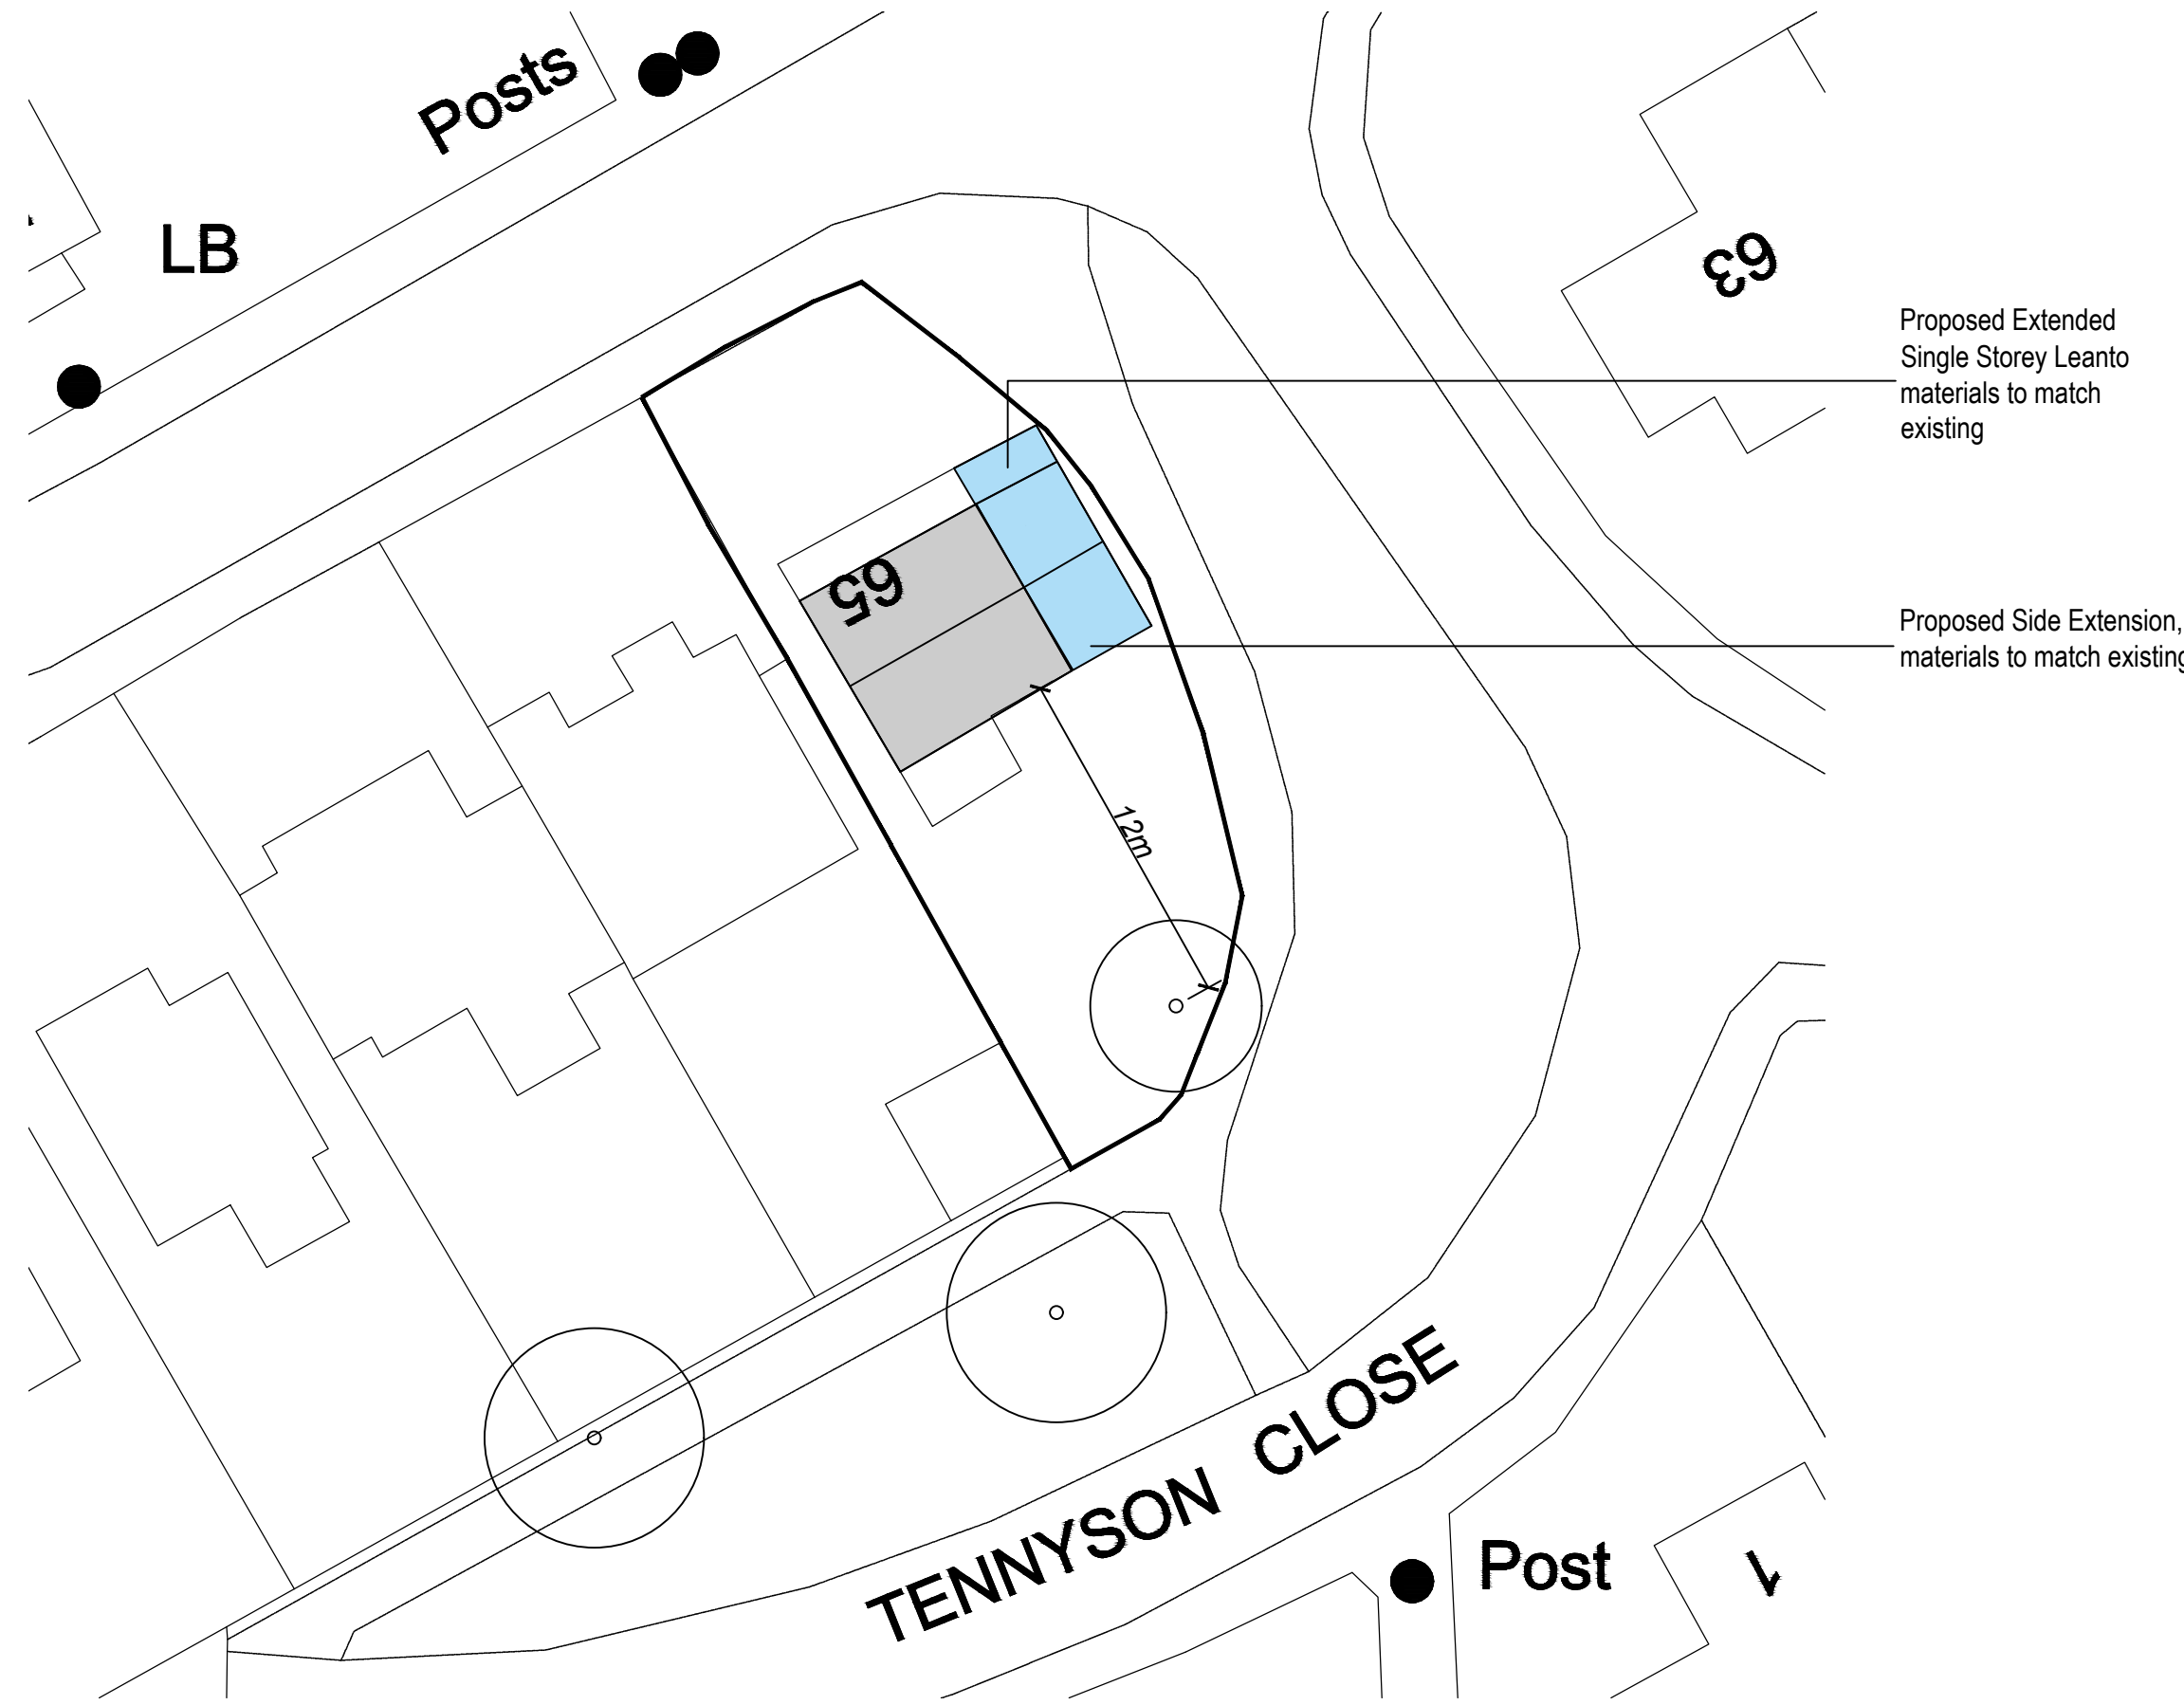 Posts
LB
63
Proposed Extended
Single Storey Leanto
materials to match
existing
65
Proposed Side Extension,
materials to match existing
12m
TENNYSON CLOSE
Post
1